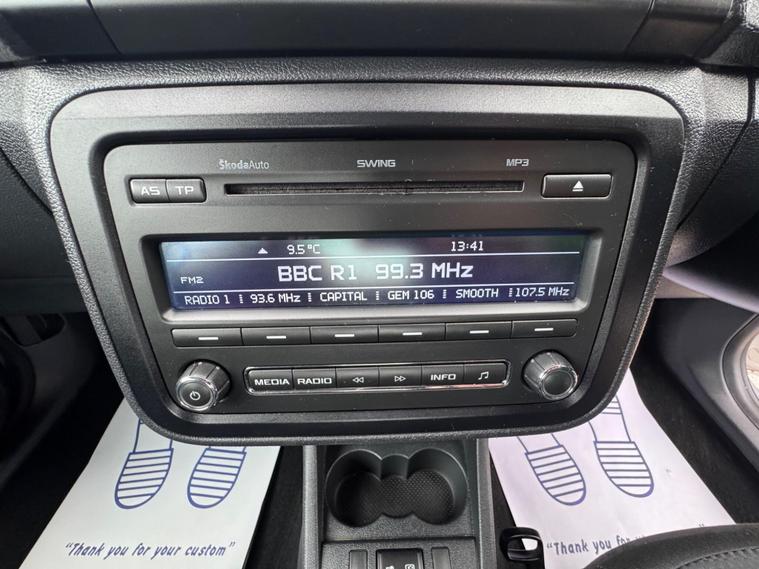 ŠkodaAuto SWING MP3
AS TP
9.5°C 13:41
FM2 BBC R1 99.3 MHz
RADIO 1 93.6 MHz CAPITAL GEM 106 SMOOTH 107.5 MHz
MEDIA RADIO INFO
"Thank you for your custom" "Thank you for your custom"